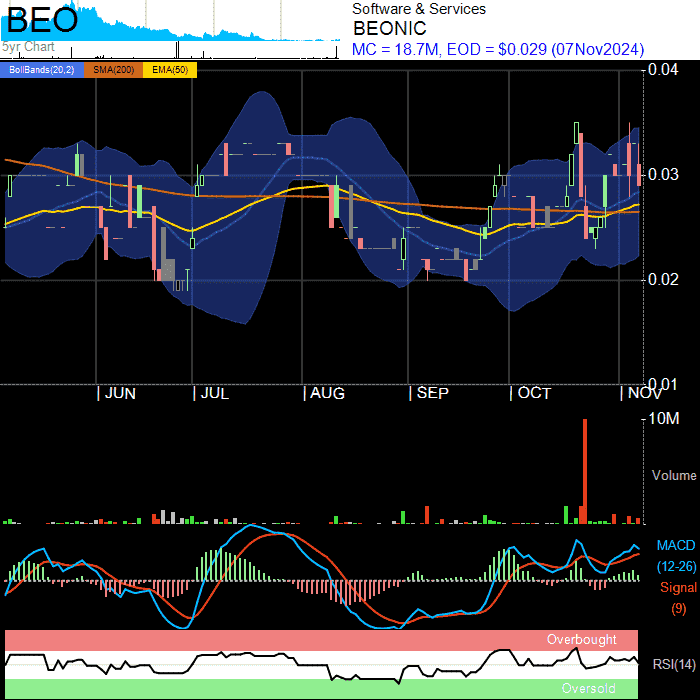 BEO
5yr Chart
Software & Services
BEONIC
MC = 18.7M, EOD = $0.029 (07Nov2024)
BollBands(20,2) SMA(200) EMA(50)
0.04
0.03
0.02
0.01
JUN JUL AUG SEP OCT NOV
10M
Volume
MACD
(12-26)
Signal
(9)
Overbought
RSI(14)
Oversold